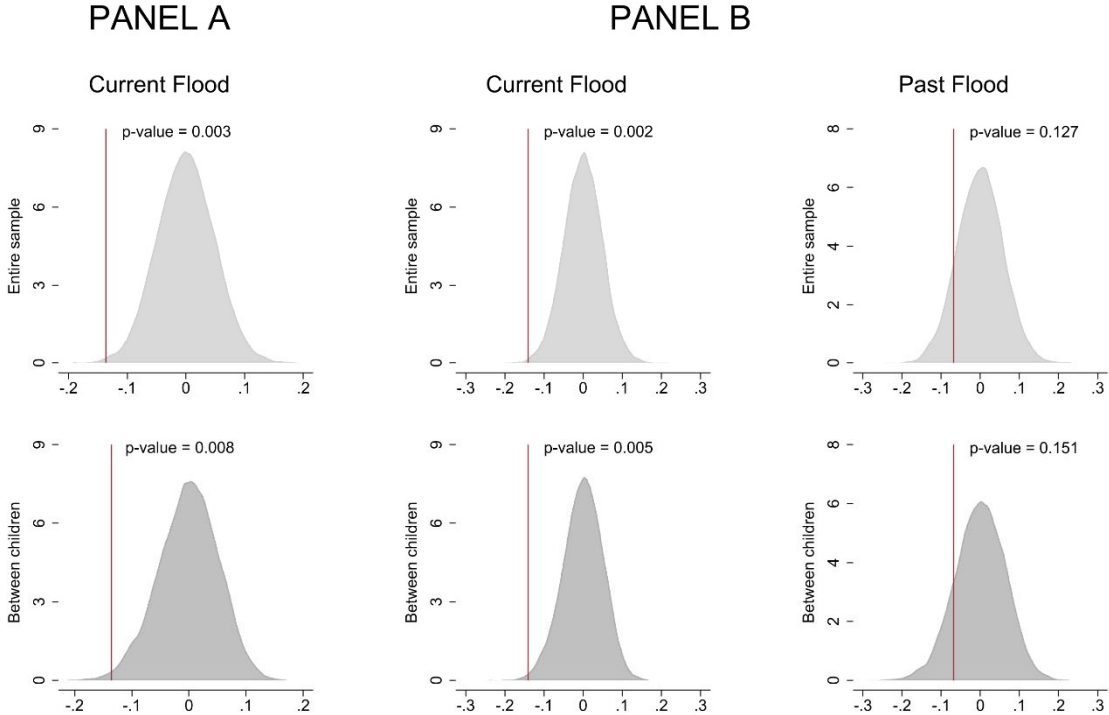 PANEL A
PANEL B
Current Flood
Current Flood
Past Flood
Entire sample
9
6
3
0
p-value = 0.003
-.2 -.1 0 .1 .2
Entire sample
9
6
3
0
p-value = 0.002
-.3 -.2 -.1 0 .1 .2 .3
Entire sample
8
6
4
2
0
p-value = 0.127
-.3 -.2 -.1 0 .1 .2 .3
Between children
9
6
3
0
p-value = 0.008
-.2 -.1 0 .1 .2
Between children
9
6
3
0
p-value = 0.005
-.3 -.2 -.1 0 .1 .2 .3
Between children
8
6
4
2
0
p-value = 0.151
-.3 -.2 -.1 0 .1 .2 .3